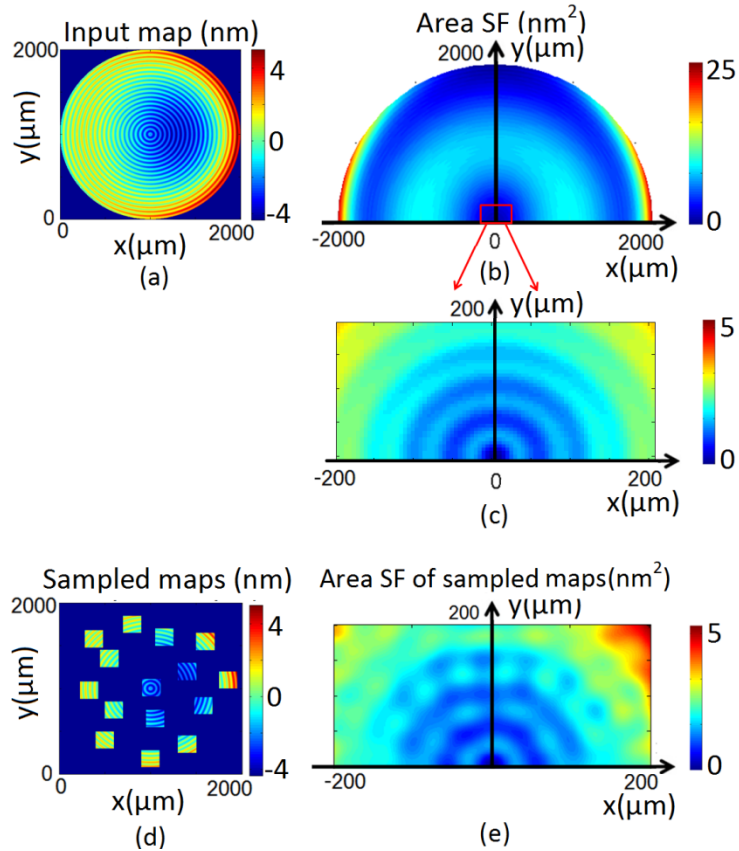 Input map (nm)
2000
y(μm)
0
0
2000
x(μm)
4
0
-4
(a)
Area SF (nm²)
2000
y(μm)
-2000
0
2000
x(μm)
25
0
(b)
200
y(μm)
-200
0
200
x(μm)
5
0
(c)
Sampled maps (nm)
2000
y(μm)
0
0
2000
x(μm)
4
0
-4
(d)
Area SF of sampled maps(nm²)
200
y(μm)
-200
200
x(μm)
5
0
(e)